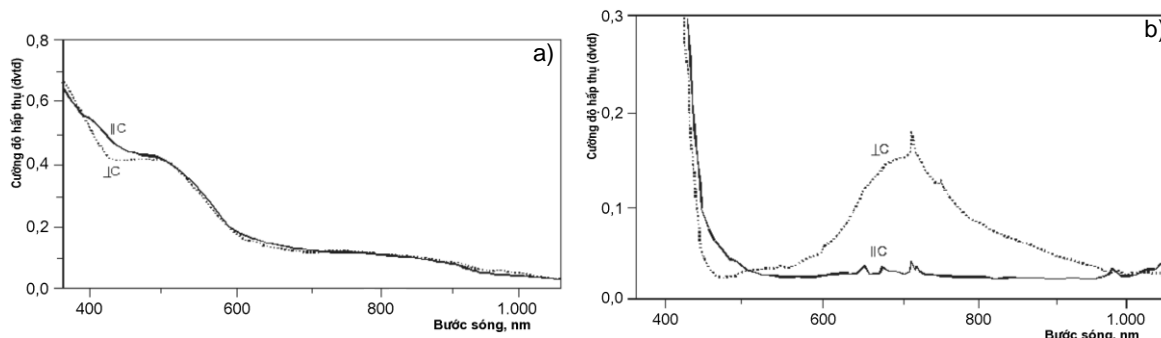 a)
Cường độ hấp thụ (đvtd)
0,8
0,6
0,4
0,2
0,0
∥C
⊥C
400
600
800
1.000
Bước sóng, nm
b)
Cường độ hấp thụ (đvtd)
0,3
0,2
0,1
0,0
⊥C
∥C
400
600
800
1.000
Bước sóng, nm